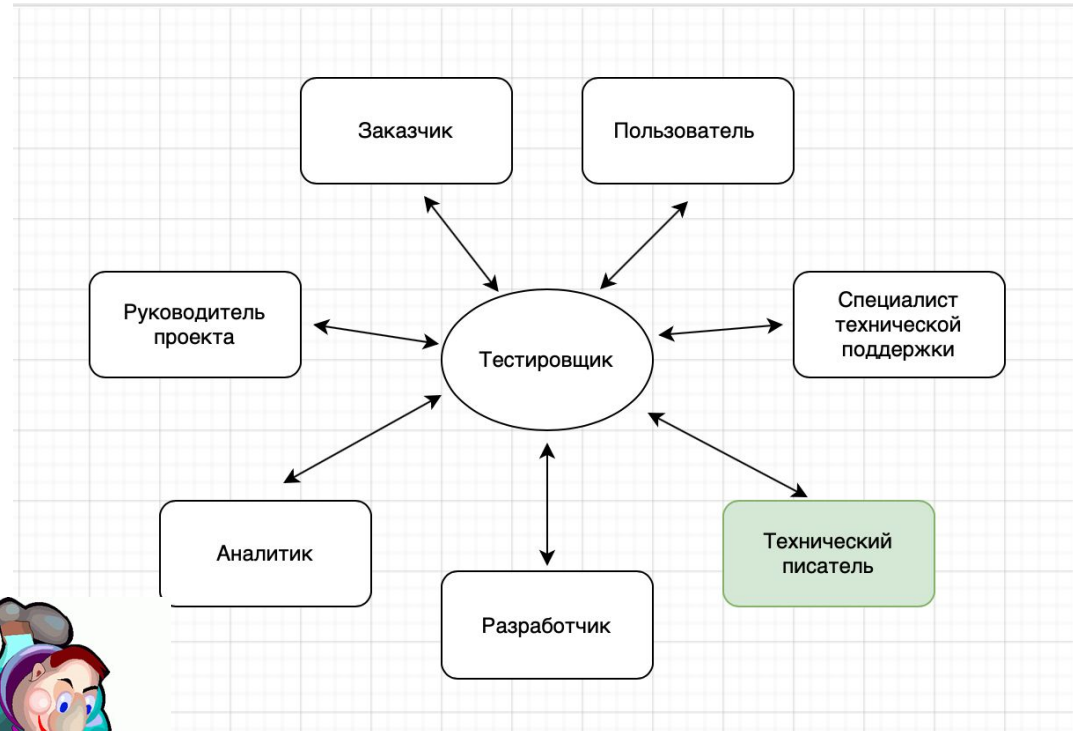 Заказчик
Пользователь
Руководитель
проекта
Тестировщик
Специалист
технической
поддержки
Аналитик
Разработчик
Технический
писатель